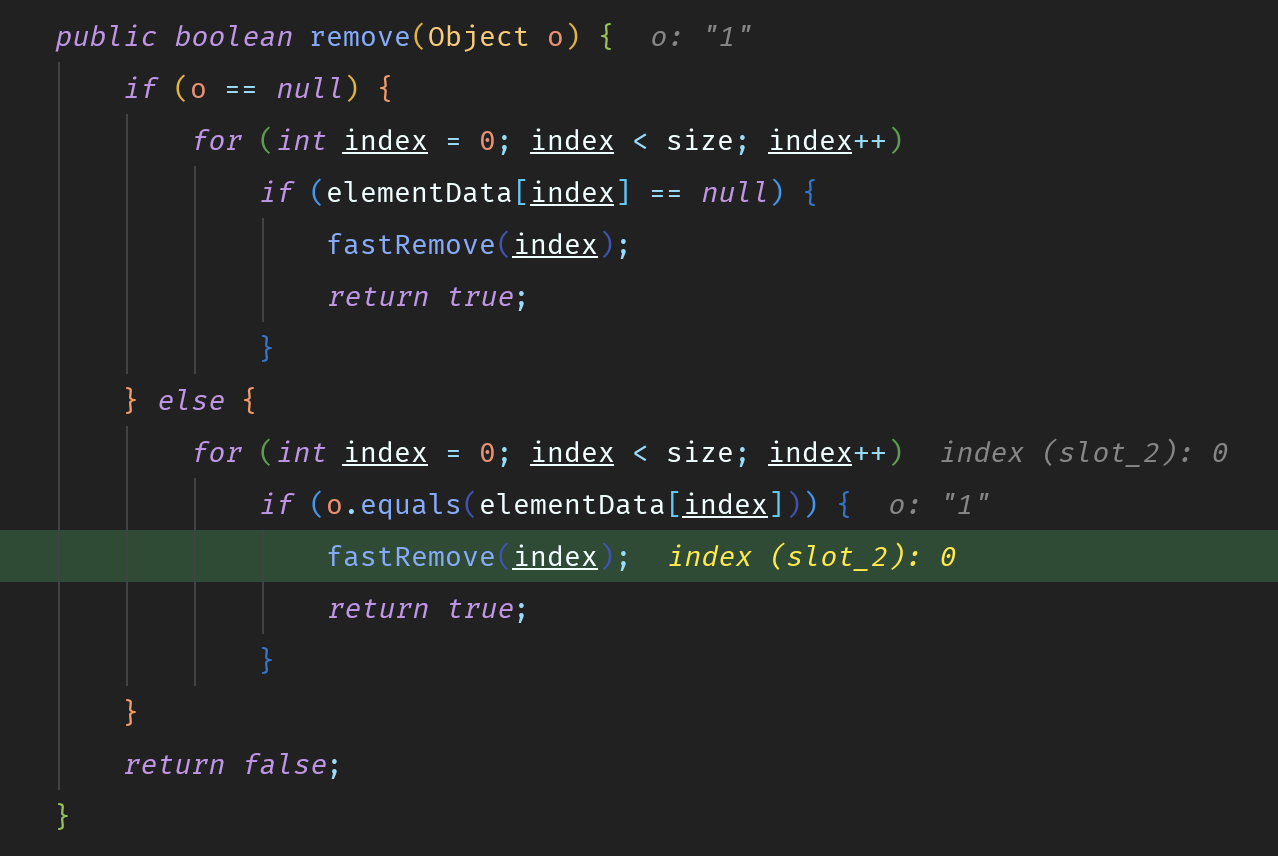 public boolean remove(Object o) {  o: "1"
    if (o == null) {
        for (int index = 0; index < size; index++)
            if (elementData[index] == null) {
                fastRemove(index);
                return true;
            }
    } else {
        for (int index = 0; index < size; index++)  index (slot_2): 0
            if (o.equals(elementData[index])) {  o: "1"
                fastRemove(index);  index (slot_2): 0
                return true;
            }
    }
    return false;
}